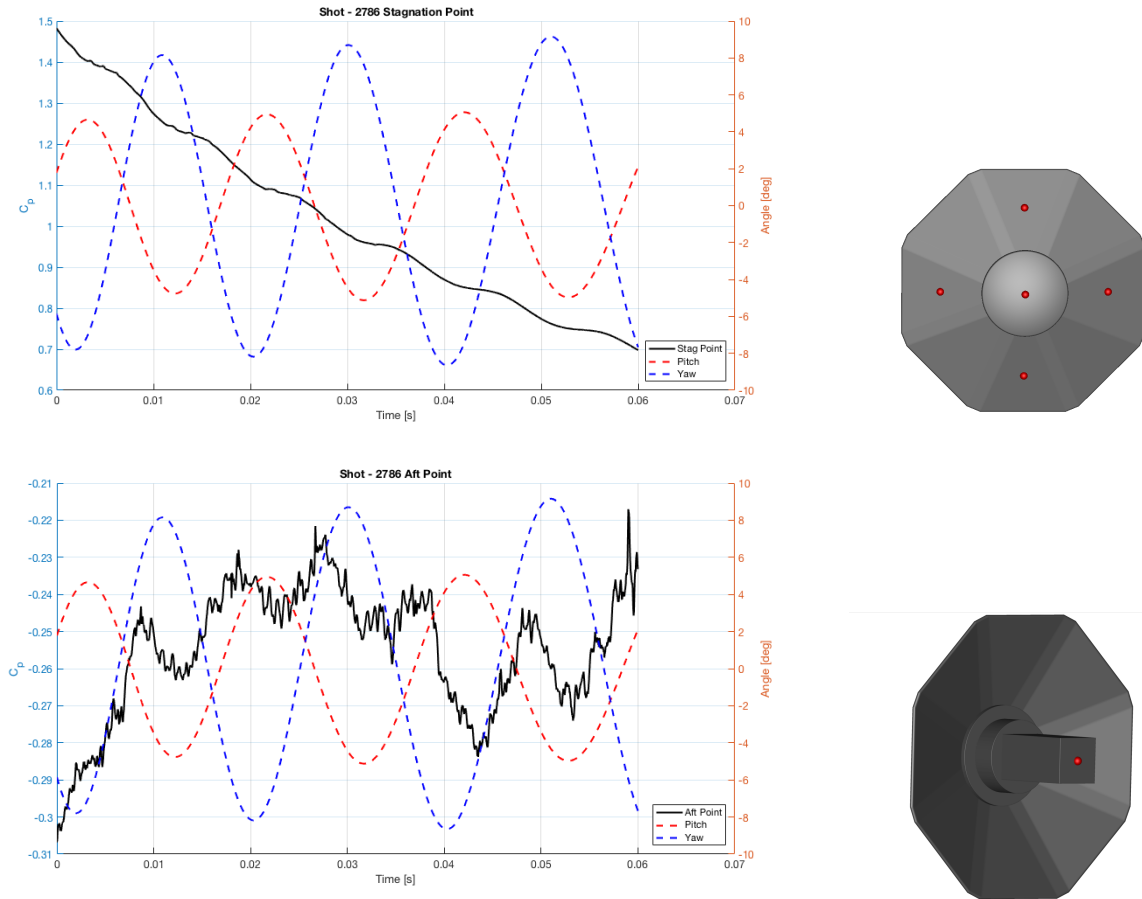 Shot - 2786 Stagnation Point
1.5
1.4
1.3
1.2
1.1
1
0.9
0.8
0.7
0.6
Cp
10
8
6
4
2
0
-2
-4
-6
-8
-10
Angle [deg]
Stag Point
Pitch
Yaw
0 0.01 0.02 0.03 0.04 0.05 0.06 0.07
Time [s]
Shot - 2786 Aft Point
-0.21
-0.22
-0.23
-0.24
-0.25
-0.26
-0.27
-0.28
-0.29
-0.3
-0.31
Cp
10
8
6
4
2
0
-2
-4
-6
-8
-10
Angle [deg]
Aft Point
Pitch
Yaw
0 0.01 0.02 0.03 0.04 0.05 0.06 0.07
Time [s]